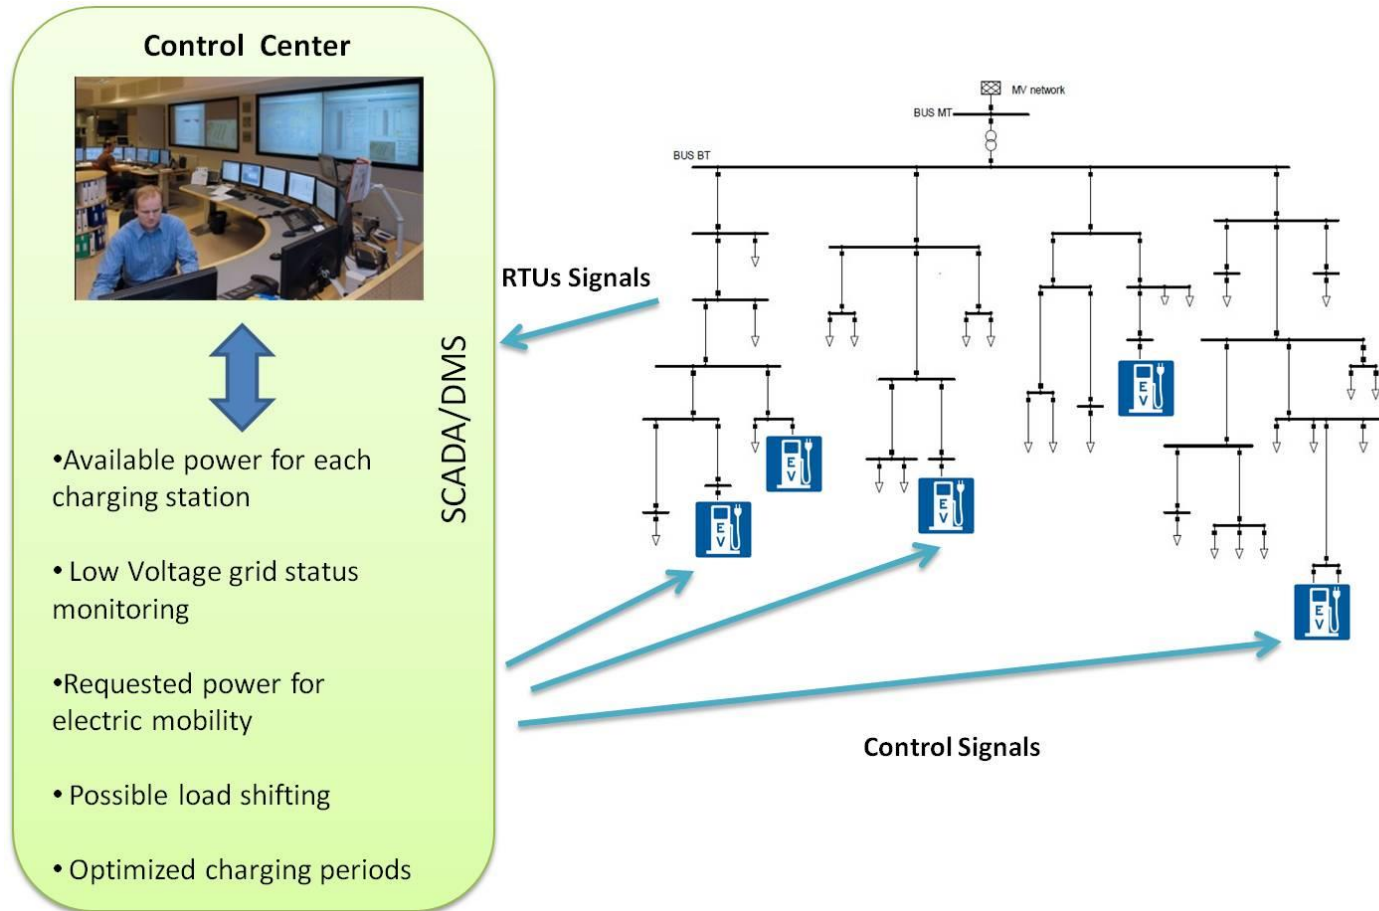 Control Center
SCADA/DMS
•Available power for each
charging station
• Low Voltage grid status
monitoring
•Requested power for
electric mobility
• Possible load shifting
• Optimized charging periods
RTUs Signals
MV network
BUS MT
BUS BT
E
V
E
V
E
V
E
V
E
V
Control Signals